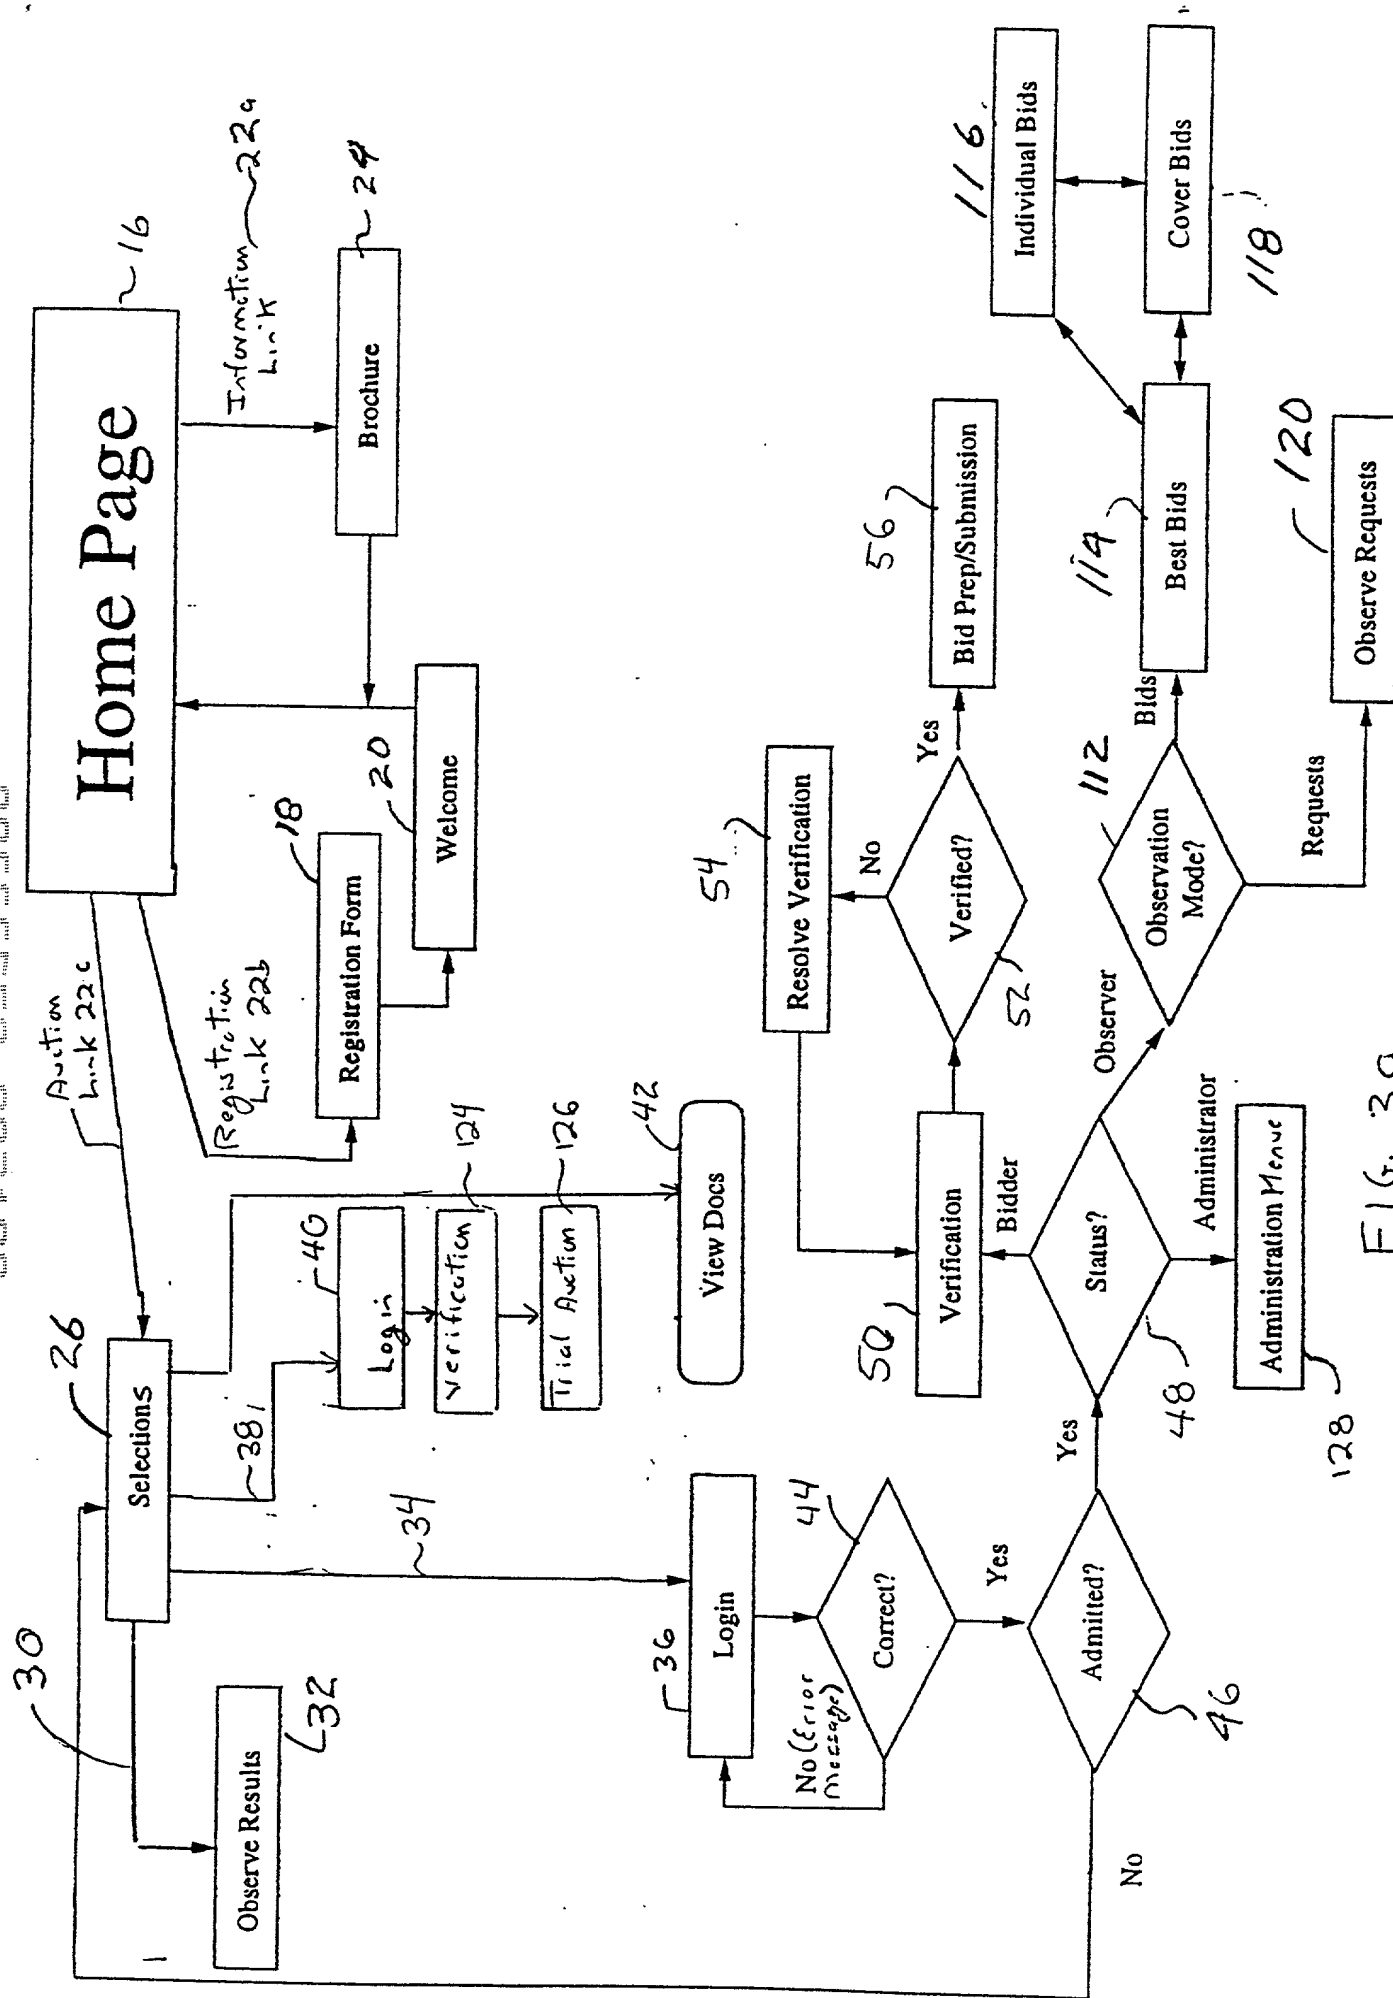 Home Page
16
Information
Link
22a
Brochure
24
Auction
Link 22c
Registration
Link 22b
Registration Form
18
Welcome
20
Selections
26
30
Observe Results
32
34
38
Login
40
Verification
124
Trial Auction
126
View Docs
42
Login
36
Correct?
44
No (Error
Message)
Yes
Admitted?
46
No
Yes
Status?
48
Bidder
Observer
Administrator
Administration Menue
128
Verification
50
Verified?
52
No
Yes
Resolve Verification
54
Bid Prep/Submission
56
Observation
Mode?
112
Bids
Requests
Best Bids
114
Individual Bids
116
Cover Bids
118
Observe Requests
120